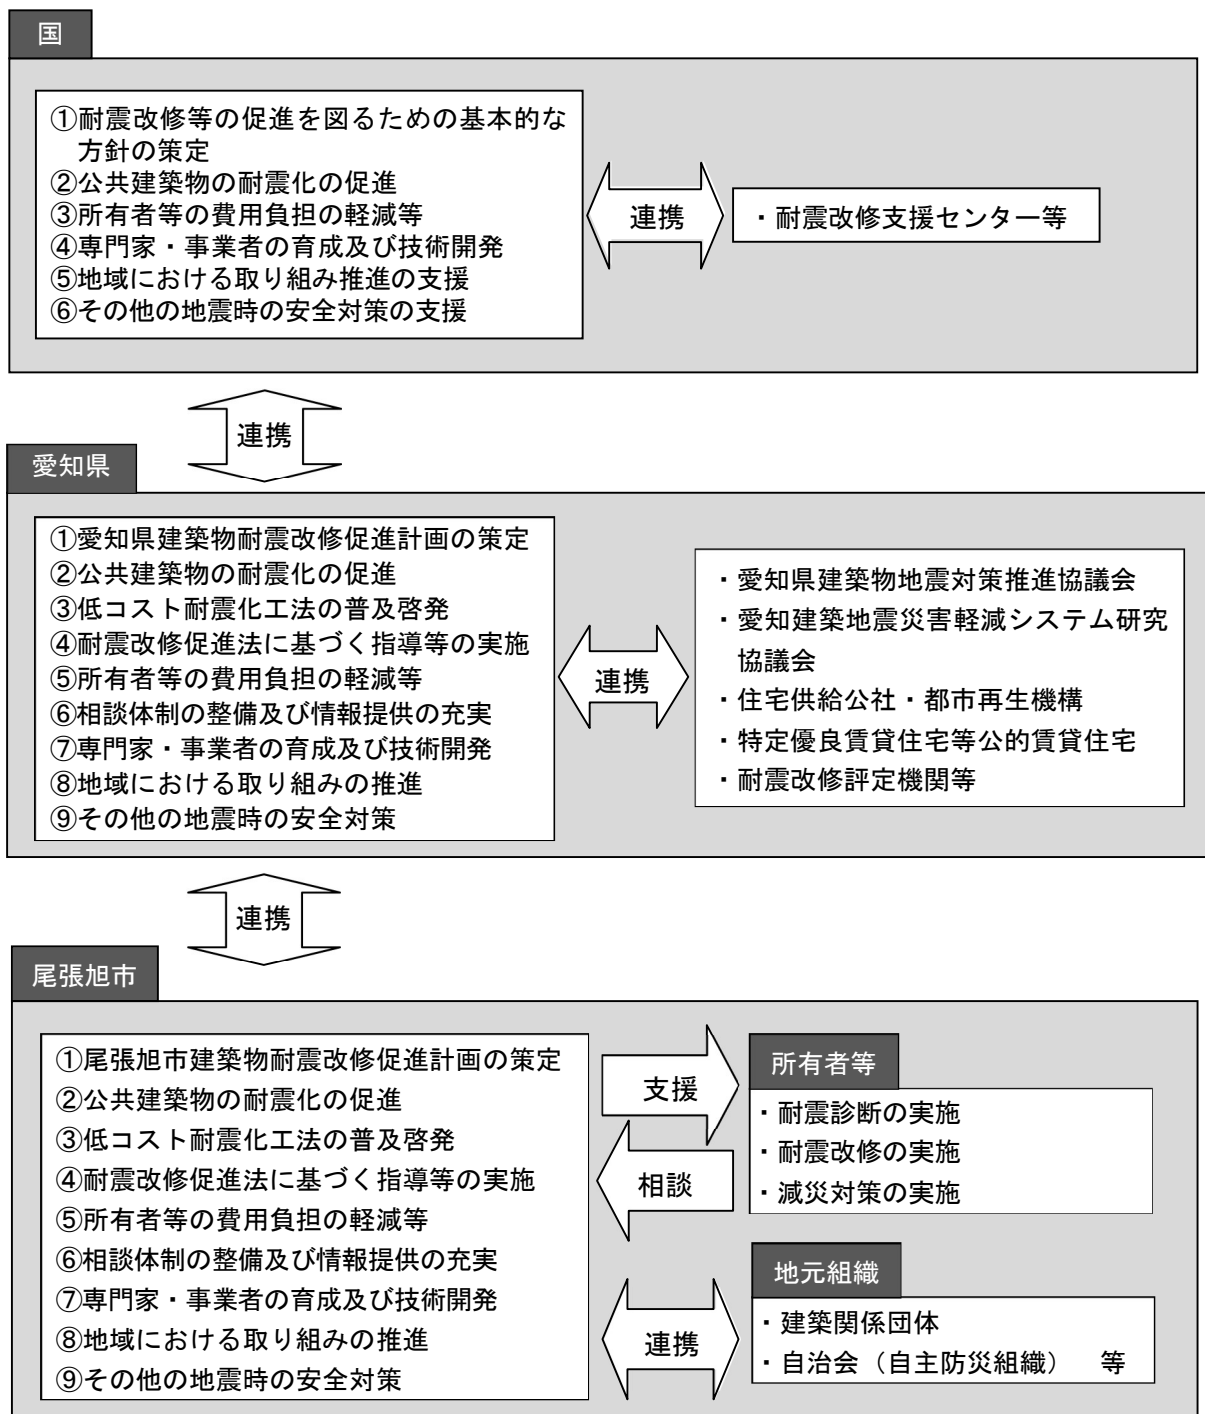 国
①耐震改修等の促進を図るための基本的な
方針の策定
②公共建築物の耐震化の促進
③所有者等の費用負担の軽減等
④専門家・事業者の育成及び技術開発
⑤地域における取り組み推進の支援
⑥その他の地震時の安全対策の支援
連携
・耐震改修支援センター等
連携
愛知県
①愛知県建築物耐震改修促進計画の策定
②公共建築物の耐震化の促進
③低コスト耐震化工法の普及啓発
④耐震改修促進法に基づく指導等の実施
⑤所有者等の費用負担の軽減等
⑥相談体制の整備及び情報提供の充実
⑦専門家・事業者の育成及び技術開発
⑧地域における取り組みの推進
⑨その他の地震時の安全対策
連携
・愛知県建築物地震対策推進協議会
・愛知建築地震災害軽減システム研究
協議会
・住宅供給公社・都市再生機構
・特定優良賃貸住宅等公的賃貸住宅
・耐震改修評定機関等
連携
尾張旭市
①尾張旭市建築物耐震改修促進計画の策定
②公共建築物の耐震化の促進
③低コスト耐震化工法の普及啓発
④耐震改修促進法に基づく指導等の実施
⑤所有者等の費用負担の軽減等
⑥相談体制の整備及び情報提供の充実
⑦専門家・事業者の育成及び技術開発
⑧地域における取り組みの推進
⑨その他の地震時の安全対策
支援
相談
所有者等
・耐震診断の実施
・耐震改修の実施
・減災対策の実施
連携
地元組織
・建築関係団体
・自治会（自主防災組織）　等